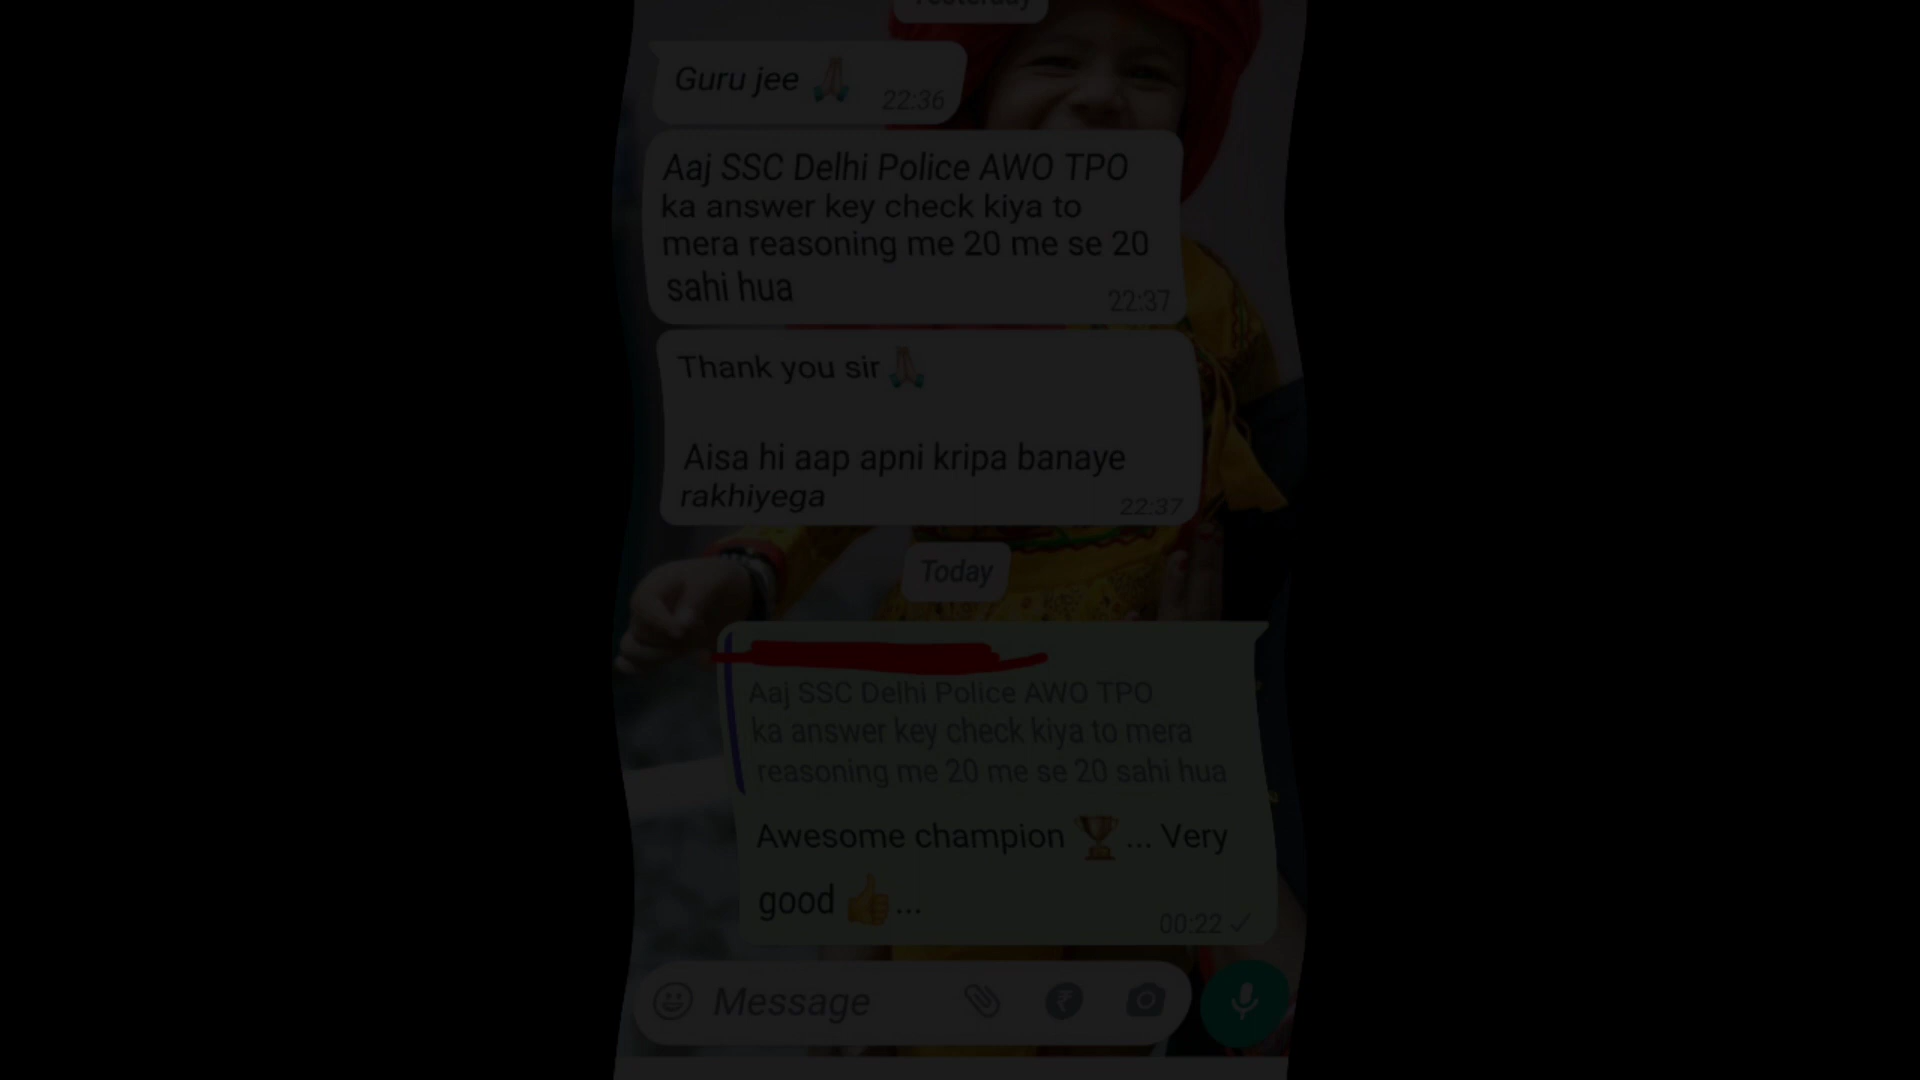 Yesterday
Guru jee 🙏
22:36
Aaj SSC Delhi Police AWO TPO
ka answer key check kiya to
mera reasoning me 20 me se 20
sahi hua
22:37
Thank you sir 🙏
Aisa hi aap apni kripa banaye
rakhiyega
22:37
Today
Aaj SSC Delhi Police AWO TPO
ka answer key check kiya to mera
reasoning me 20 me se 20 sahi hua
Awesome champion 🏆... Very
good 👍...
00:22
Message